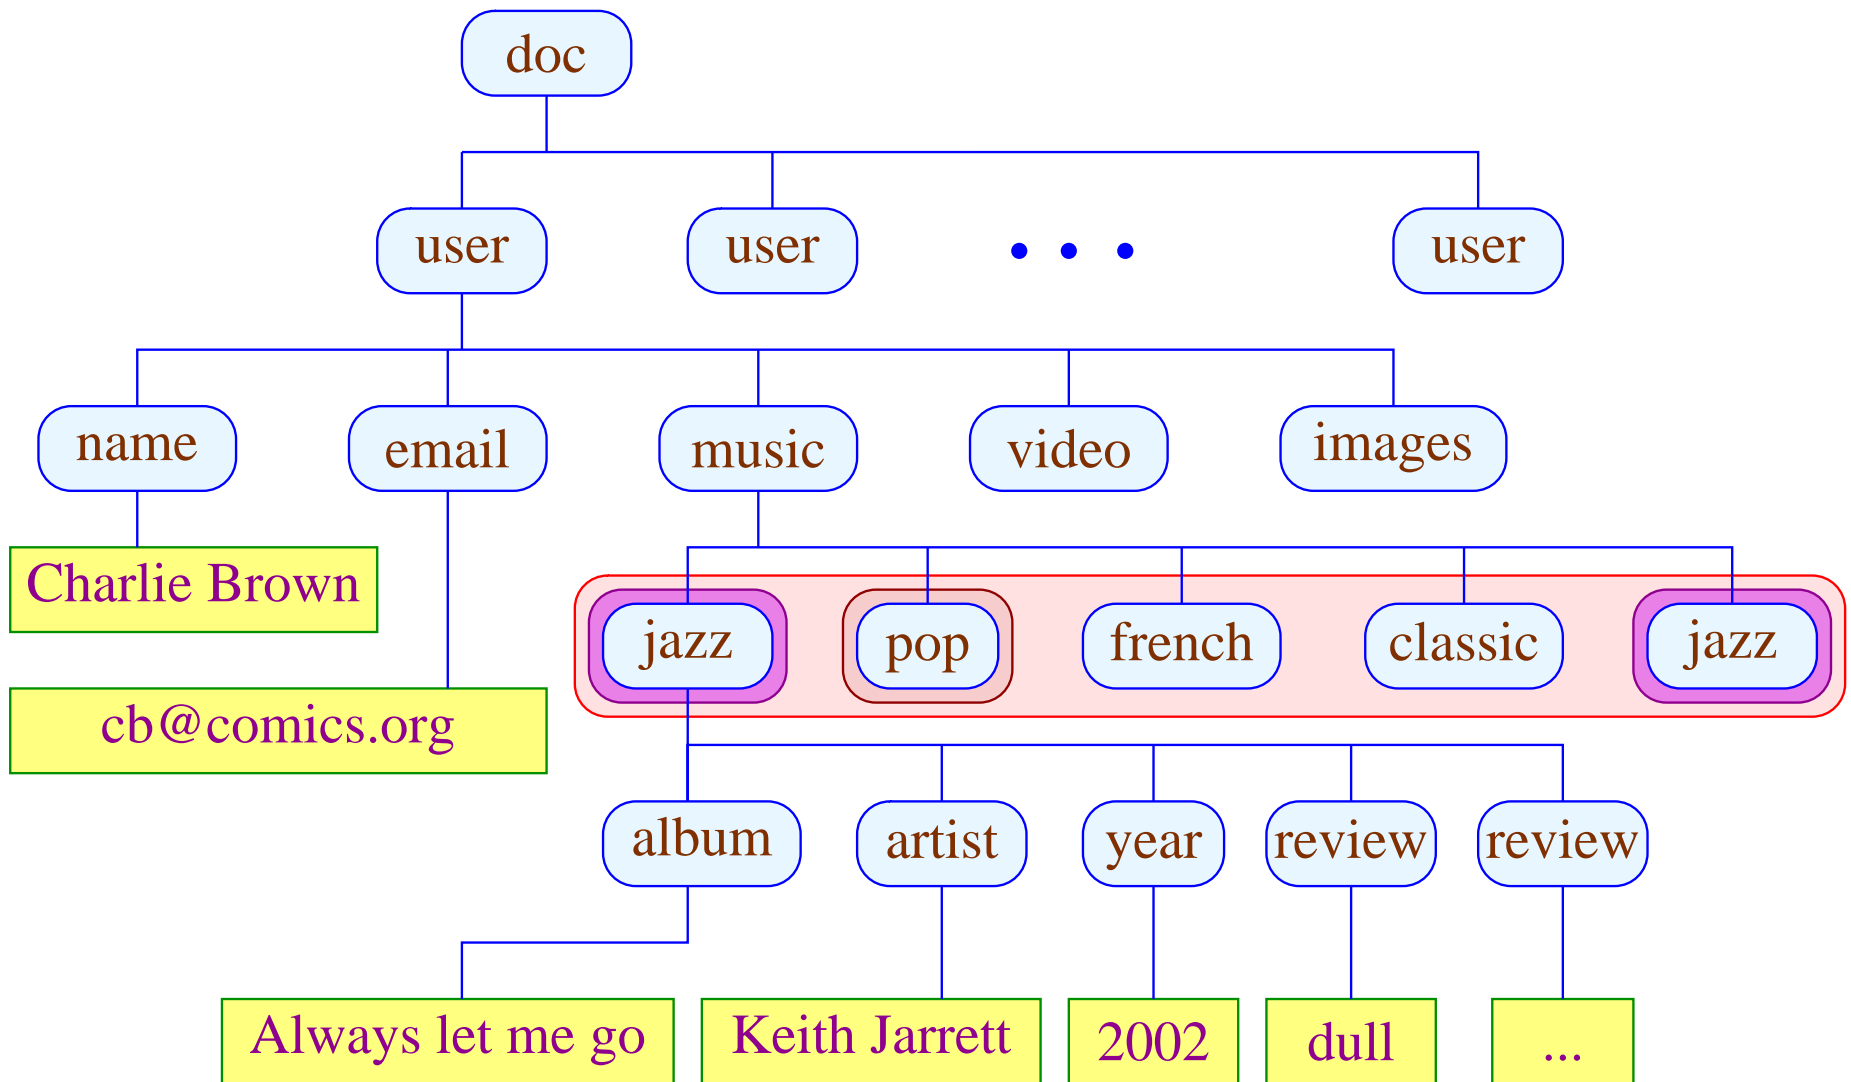 doc
user user • • • user
name email music video images
Charlie Brown
jazz pop french classic jazz
cb@comics.org
album artist year review review
Always let me go Keith Jarrett 2002 dull ...